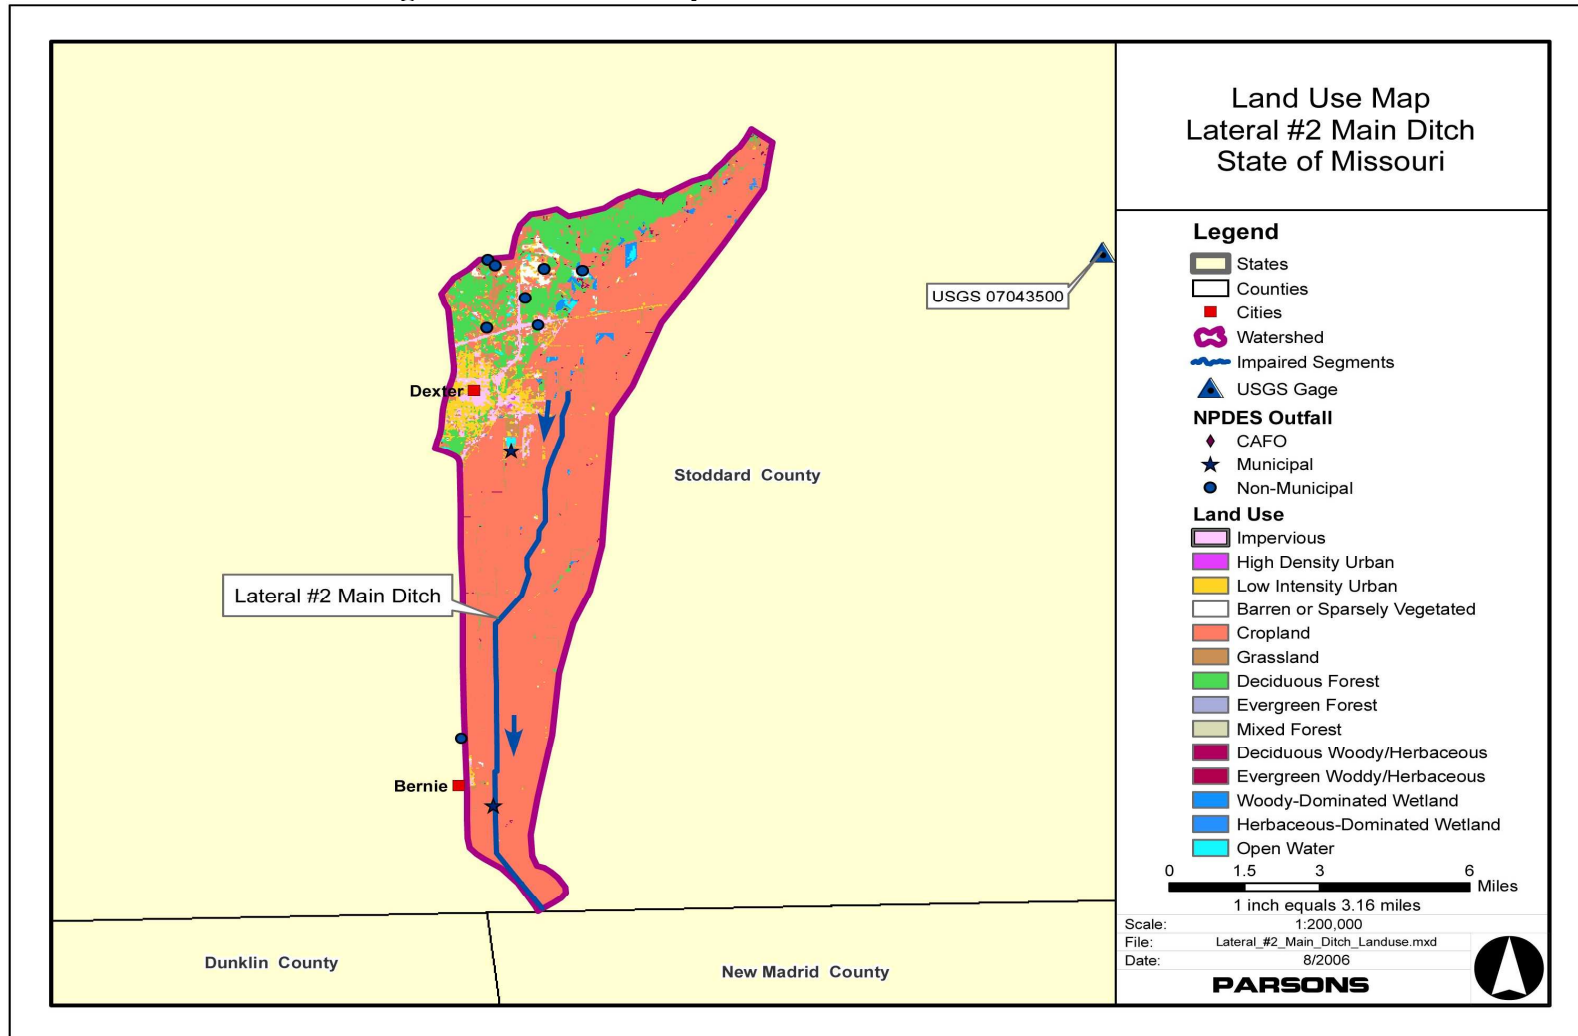 Land Use Map
Lateral #2 Main Ditch
State of Missouri
Legend
States
Counties
Cities
Watershed
Impaired Segments
USGS Gage
NPDES Outfall
CAFO
Municipal
Non-Municipal
Land Use
Impervious
High Density Urban
Low Intensity Urban
Barren or Sparsely Vegetated
Cropland
Grassland
Deciduous Forest
Evergreen Forest
Mixed Forest
Deciduous Woody/Herbaceous
Evergreen Woddy/Herbaceous
Woody-Dominated Wetland
Herbaceous-Dominated Wetland
Open Water
0 1.5 3 6
Miles
1 inch equals 3.16 miles
Scale: 1:200,000
File: Lateral_#2_Main_Ditch_Landuse.mxd
Date: 8/2006
PARSONS
USGS 07043500
Dexter
Stoddard County
Lateral #2 Main Ditch
Bernie
Dunklin County
New Madrid County